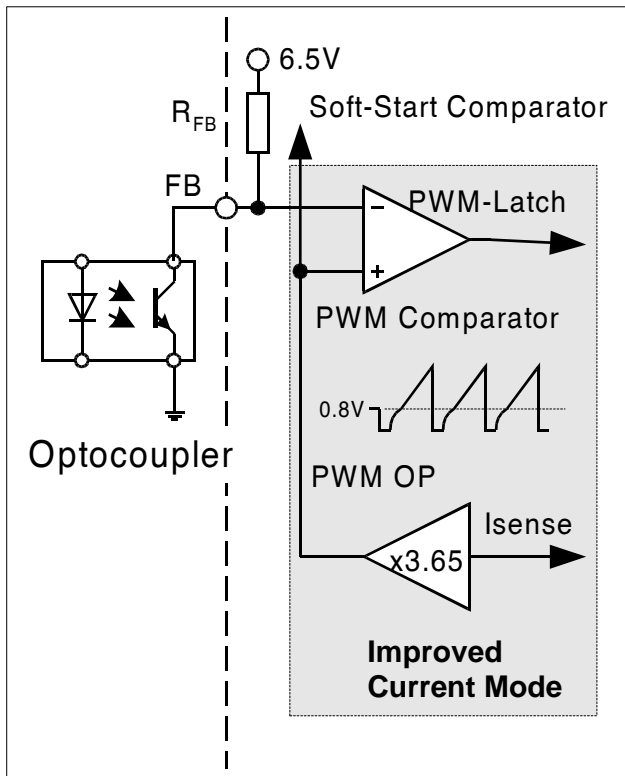 6.5V
RFB
Soft-Start Comparator
FB
PWM-Latch
−
+
PWM Comparator
0.8V
Optocoupler
PWM OP
Isense
x3.65
Improved
Current Mode